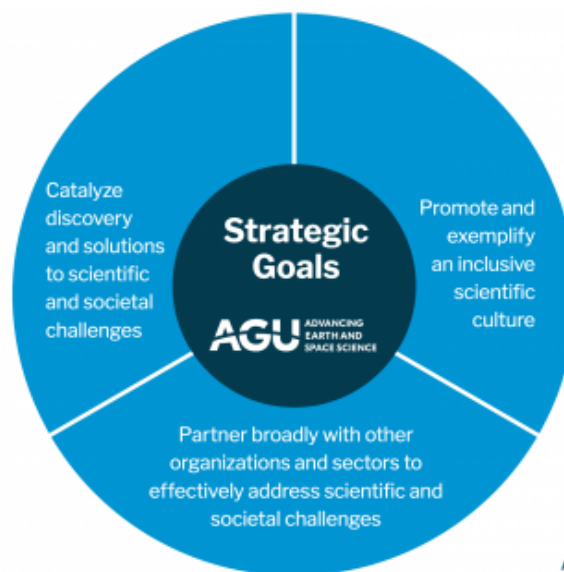 Strategic
Goals
AGU ADVANCING
EARTH AND
SPACE SCIENCE
Catalyze
discovery
and solutions
to scientific
and societal
challenges
Promote and
exemplify
an inclusive
scientific
culture
Partner broadly with other
organizations and sectors to
effectively address scientific and
societal challenges